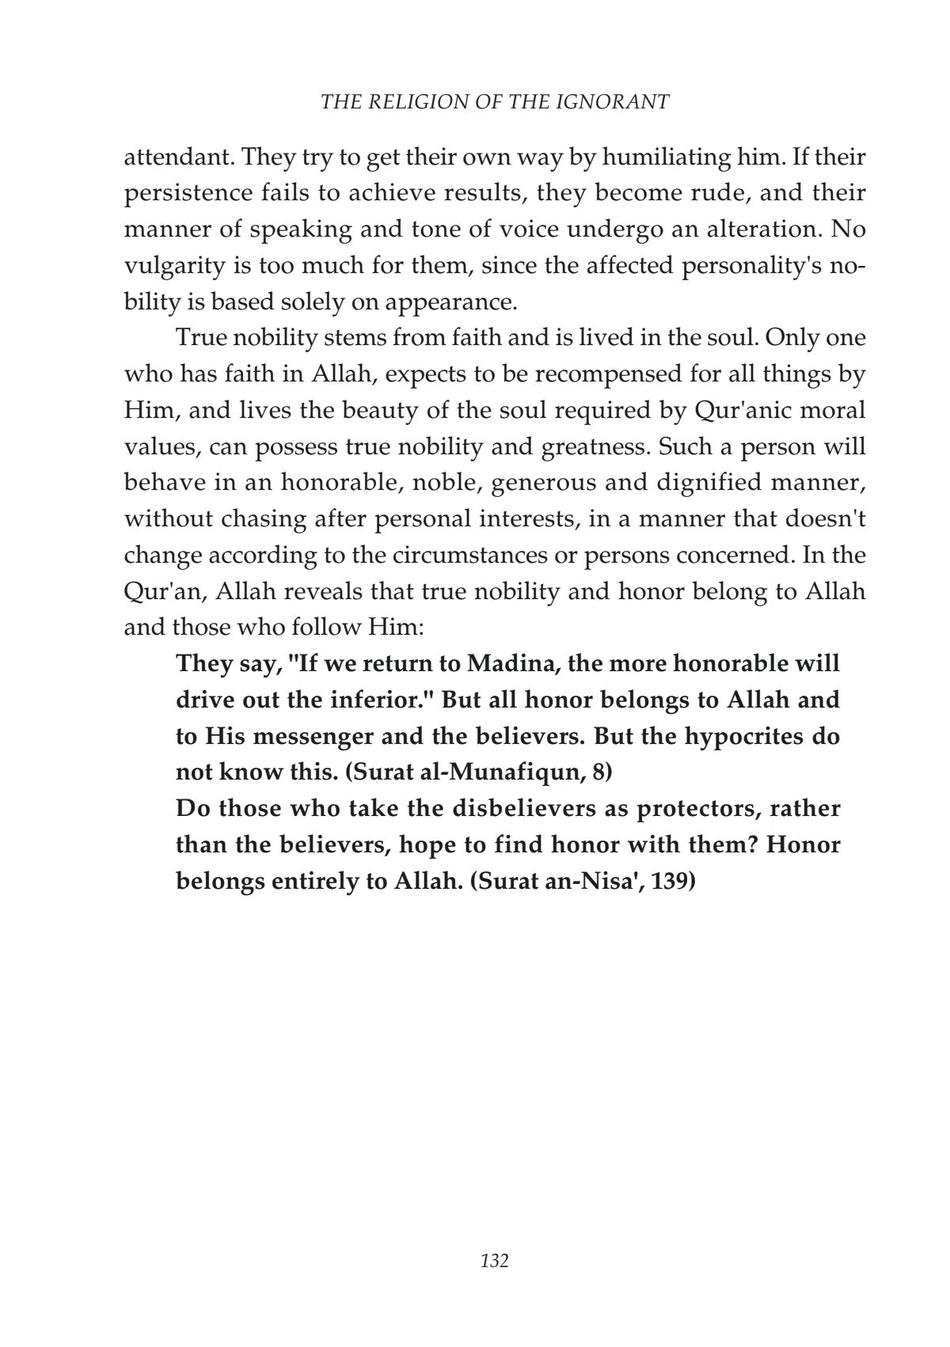 THE RELIGION OF THE IGNORANT
attendant. They try to get their own way by humiliating him. If their
persistence fails to achieve results, they become rude, and their
manner of speaking and tone of voice undergo an alteration. No
vulgarity is too much for them, since the affected personality's no-
bility is based solely on appearance.
True nobility stems from faith and is lived in the soul. Only one
who has faith in Allah, expects to be recompensed for all things by
Him, and lives the beauty of the soul required by Qur'anic moral
values, can possess true nobility and greatness. Such a person will
behave in an honorable, noble, generous and dignified manner,
without chasing after personal interests, in a manner that doesn't
change according to the circumstances or persons concerned. In the
Qur'an, Allah reveals that true nobility and honor belong to Allah
and those who follow Him:
They say, "If we return to Madina, the more honorable will
drive out the inferior." But all honor belongs to Allah and
to His messenger and the believers. But the hypocrites do
not know this. (Surat al-Munafiqun, 8)
Do those who take the disbelievers as protectors, rather
than the believers, hope to find honor with them? Honor
belongs entirely to Allah. (Surat an-Nisa', 139)
132